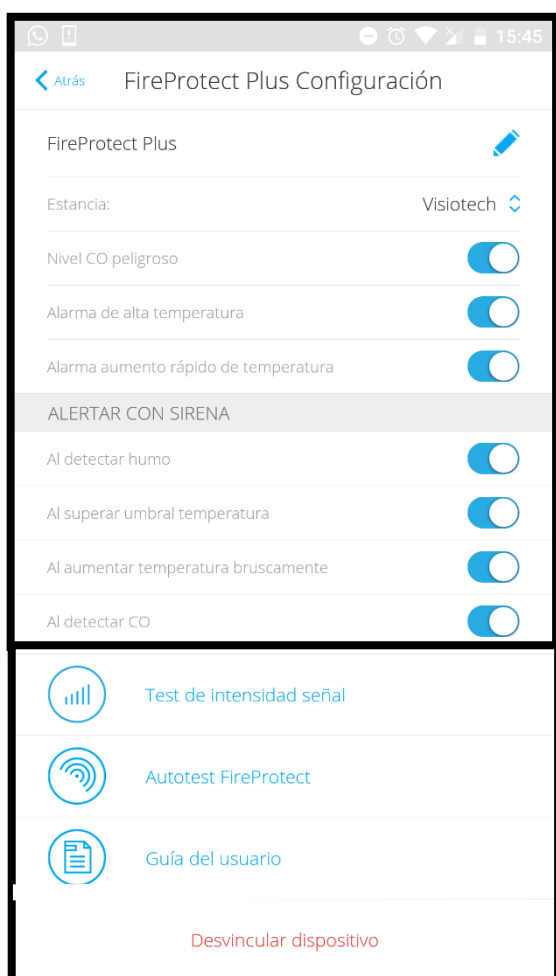 15:45
Atrás
FireProtect Plus Configuración
FireProtect Plus
Estancia:
Visiotech
Nivel CO peligroso
Alarma de alta temperatura
Alarma aumento rápido de temperatura
ALERTAR CON SIRENA
Al detectar humo
Al superar umbral temperatura
Al aumentar temperatura bruscamente
Al detectar CO
Test de intensidad señal
Autotest FireProtect
Guía del usuario
Desvincular dispositivo